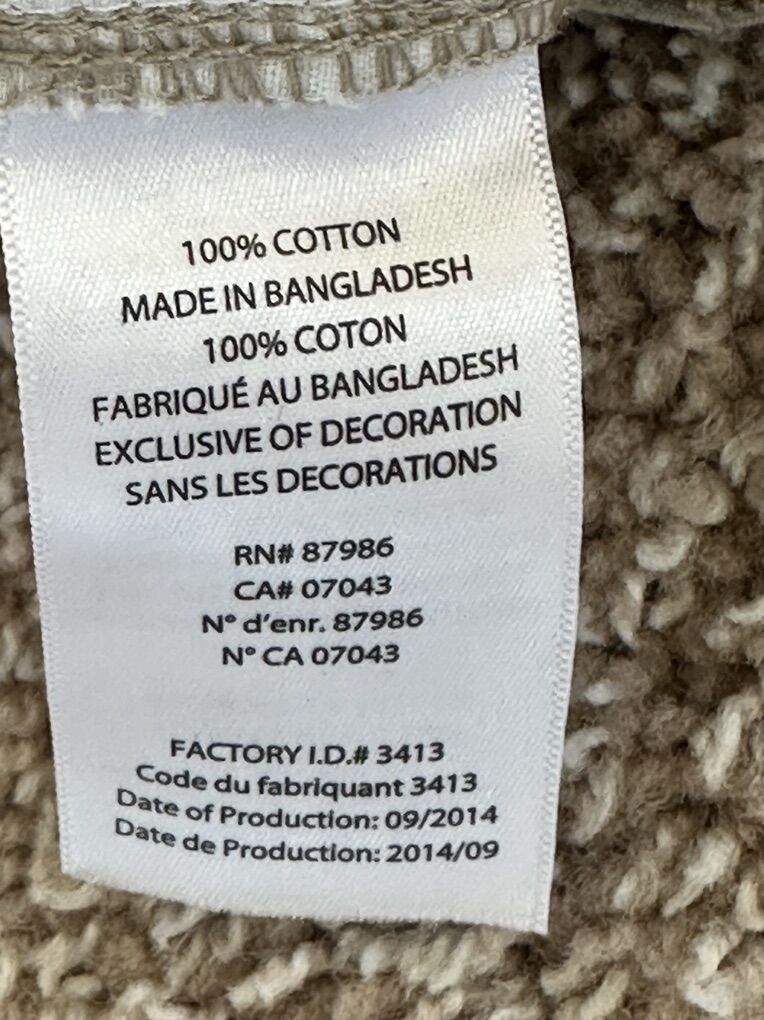 100% COTTON
MADE IN BANGLADESH
100% COTON
FABRIQUÉ AU BANGLADESH
EXCLUSIVE OF DECORATION
SANS LES DECORATIONS
RN# 87986
CA# 07043
N° d'enr. 87986
N° CA 07043
FACTORY I.D.# 3413
Code du fabriquant 3413
Date of Production: 09/2014
Date de Production: 2014/09